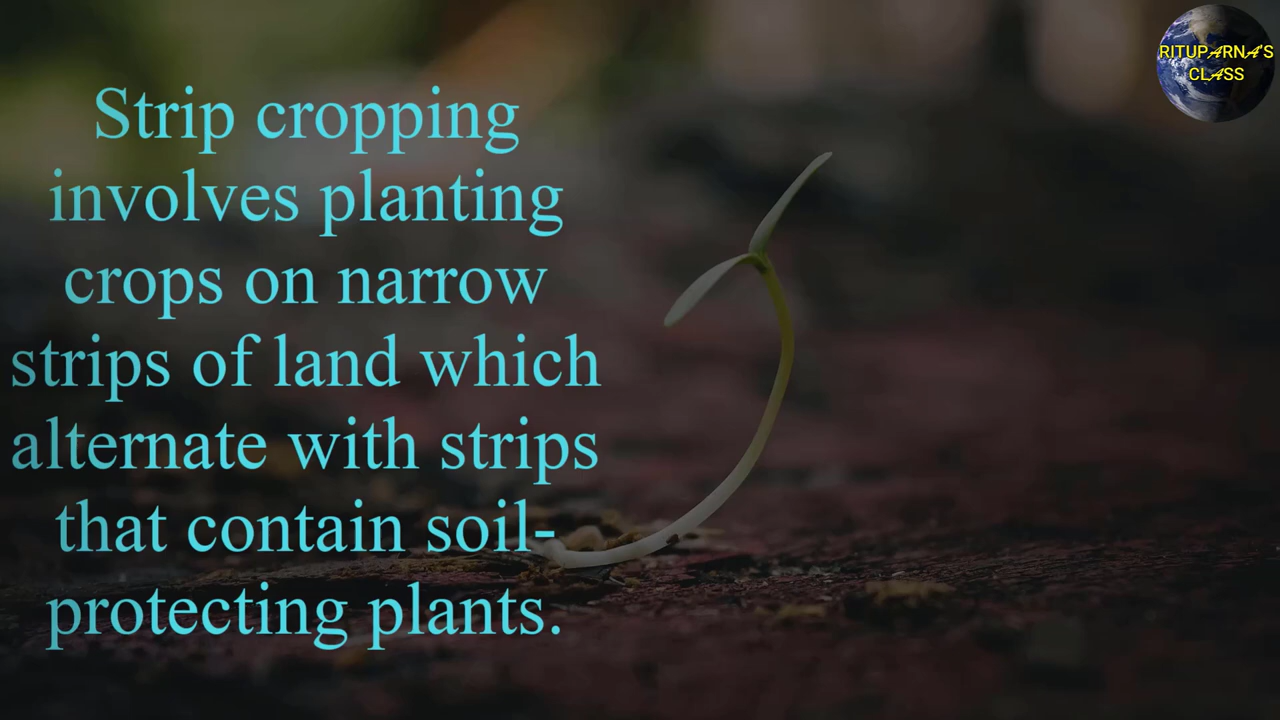 RITUPARNA'S
CLASS
Strip cropping
involves planting
crops on narrow
strips of land which
alternate with strips
that contain soil-
protecting plants.